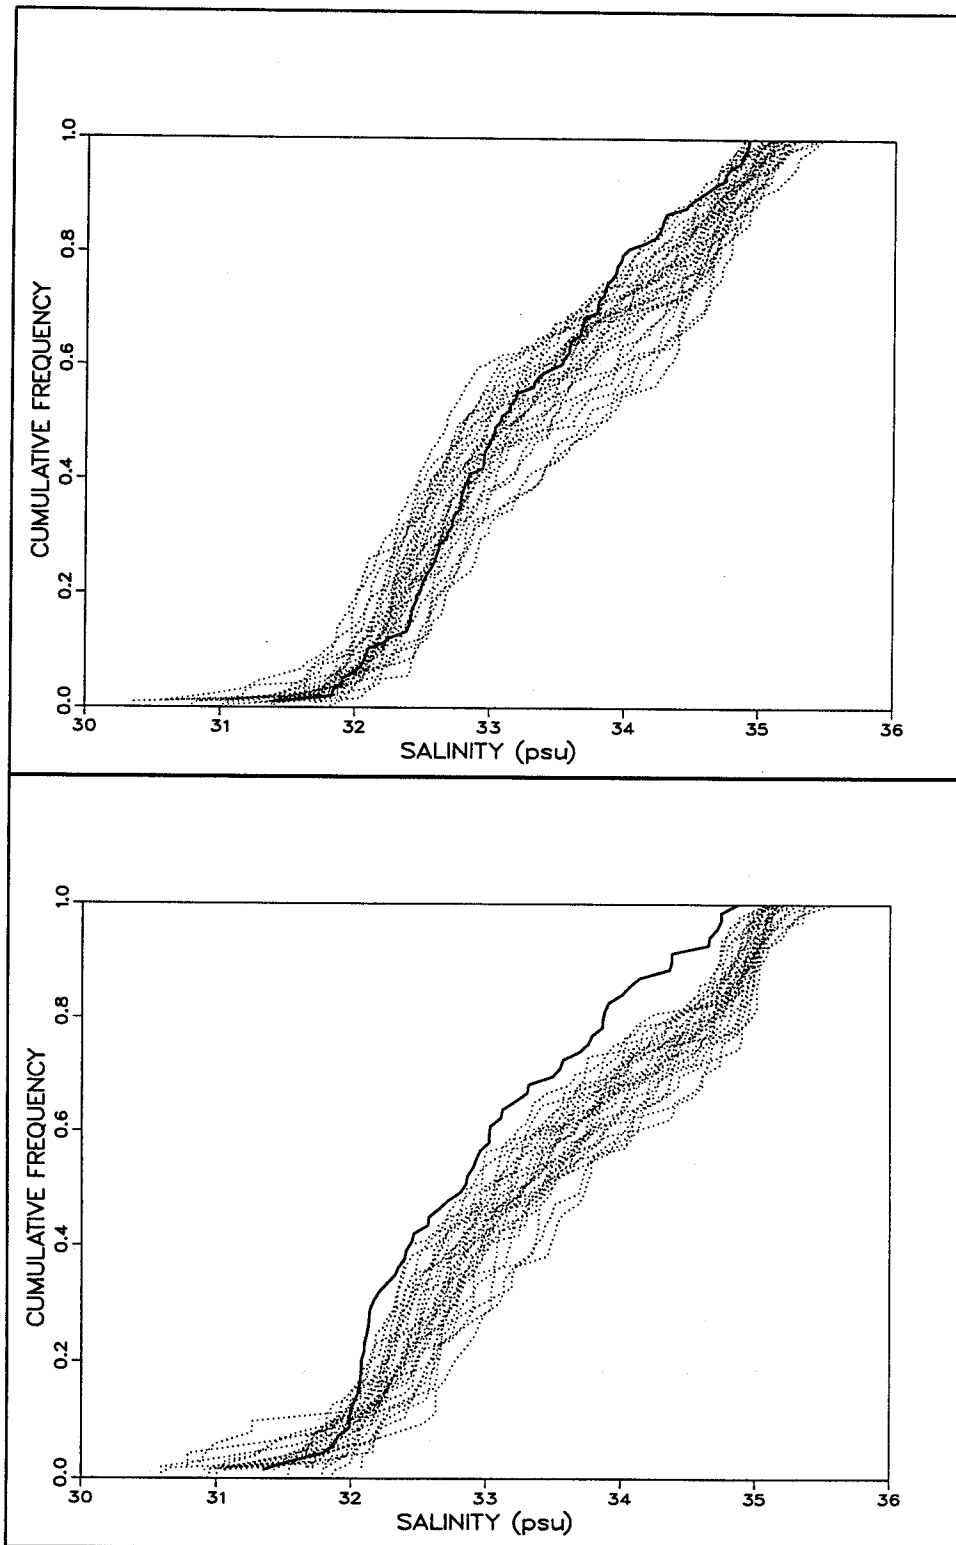 1.0
0.8
0.6
0.4
0.2
0.0
CUMULATIVE FREQUENCY
30 31 32 33 34 35 36
SALINITY (psu)
1.0
0.8
0.6
0.4
0.2
0.0
CUMULATIVE FREQUENCY
30 31 32 33 34 35 36
SALINITY (psu)